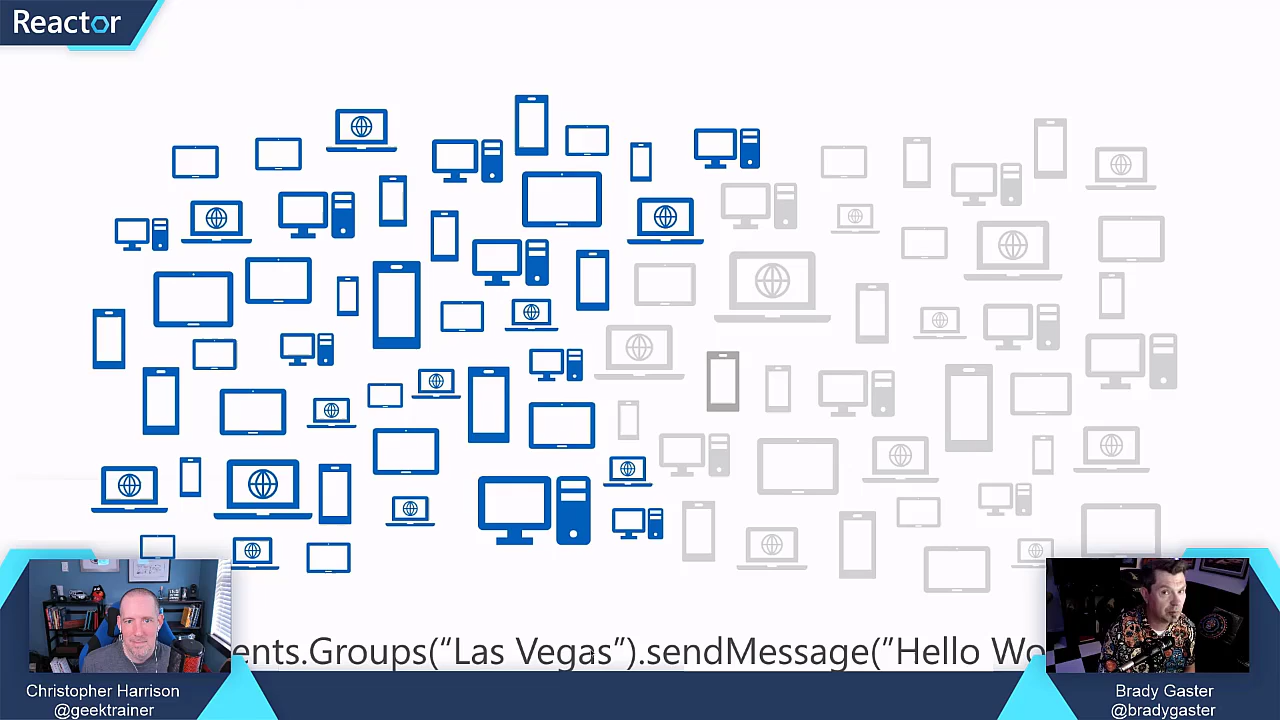 Reactor
ents.Groups(“Las Vegas”).sendMessage(”Hello Wo
Christopher Harrison
@geektrainer
Brady Gaster
@bradygaster